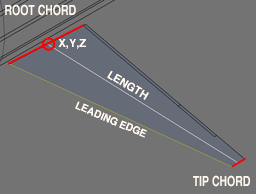 ROOT CHORD
X,Y,Z
LENGTH
LEADING EDGE
TIP CHORD